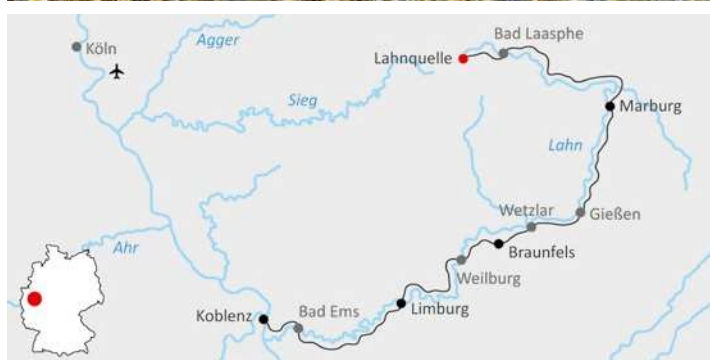 Köln
Agger
Bad Laasphe
Lahnquelle
Sieg
Marburg
Lahn
Wetzlar
Gießen
Ahr
Braunfels
Weilburg
Koblenz
Bad Ems
Limburg